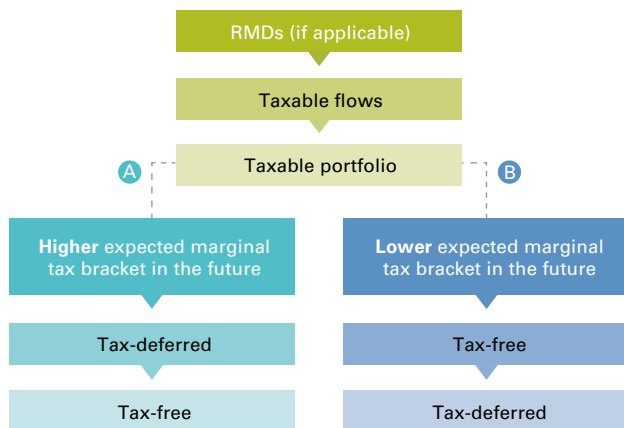 RMDs (if applicable)
Taxable flows
Taxable portfolio
A
B
Higher expected marginal
tax bracket in the future
Lower expected marginal
tax bracket in the future
Tax-deferred
Tax-free
Tax-free
Tax-deferred